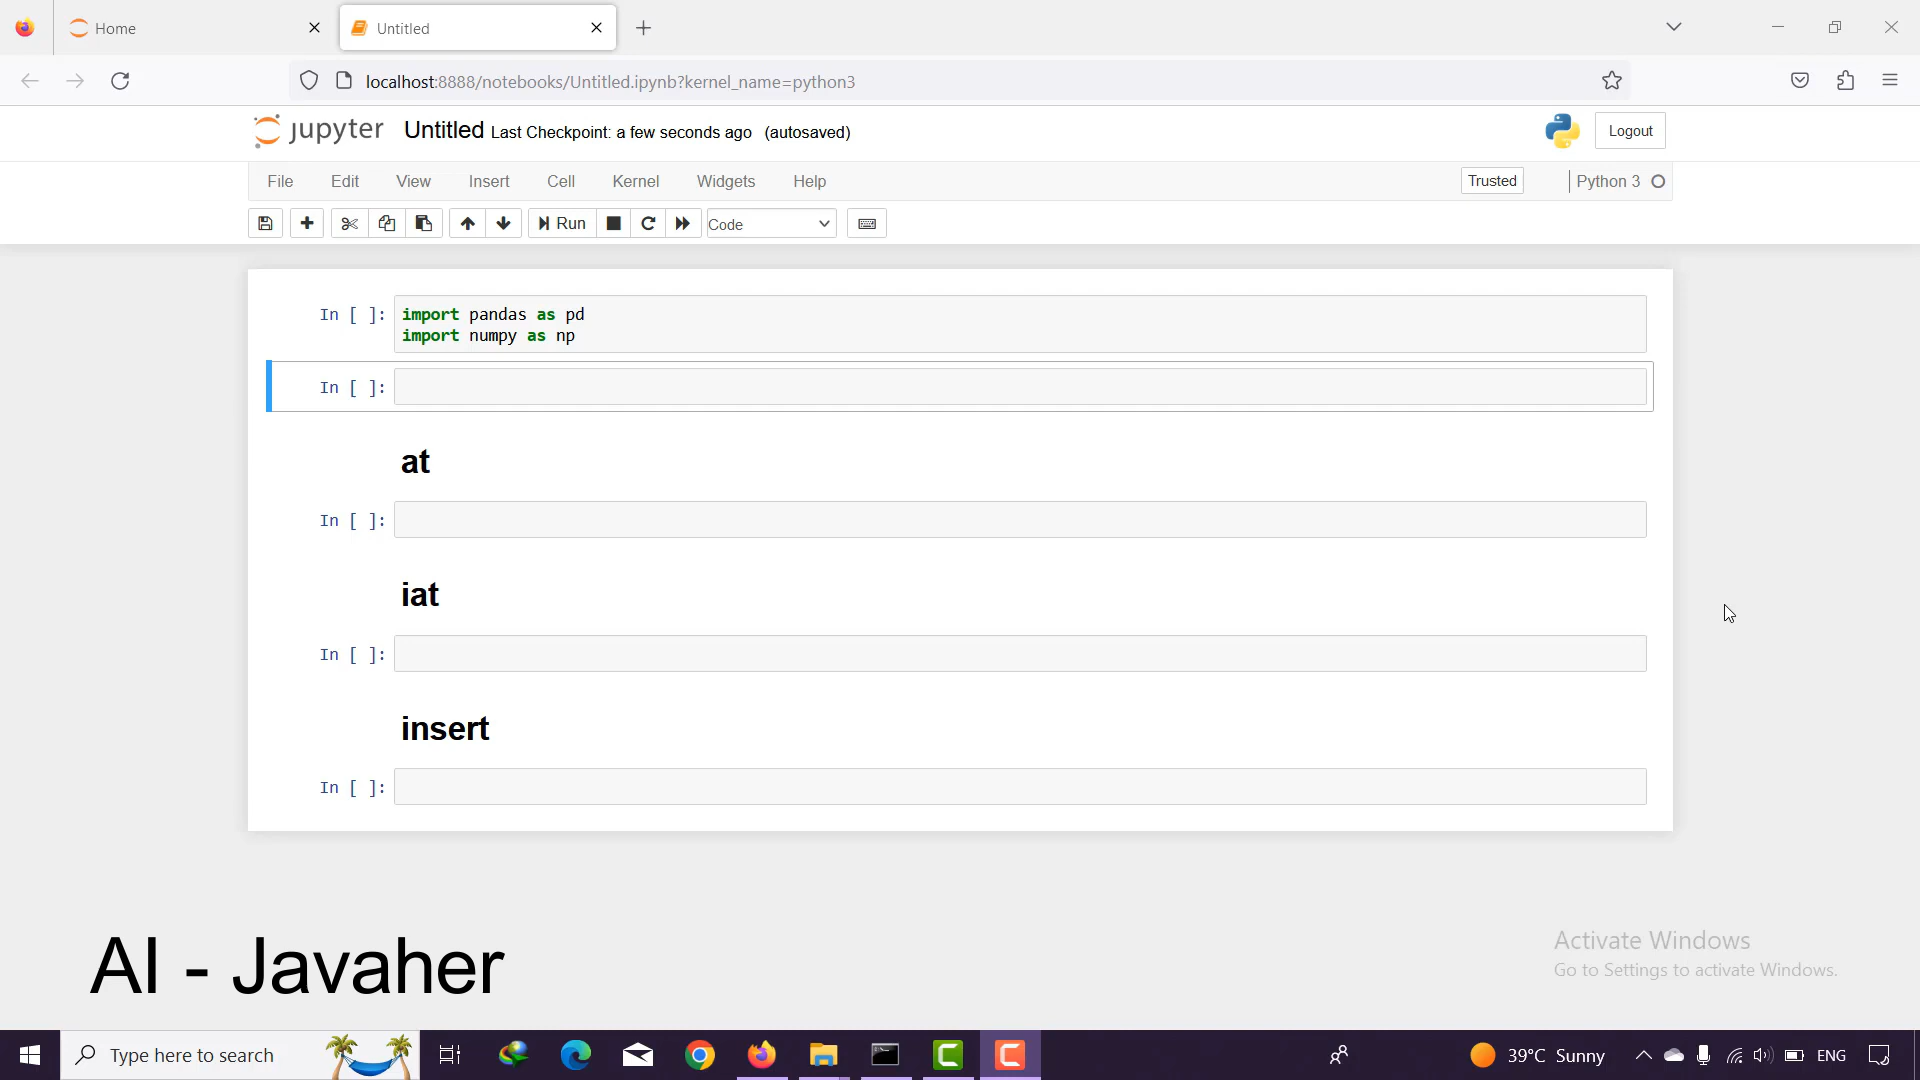 Home
Untitled
localhost:8888/notebooks/Untitled.ipynb?kernel_name=python3
jupyter Untitled Last Checkpoint: a few seconds ago (autosaved)
Logout
File Edit View Insert Cell Kernel Widgets Help
Trusted
Python 3
Run
Code
In [ ]: import pandas as pd
import numpy as np
In [ ]:
at
In [ ]:
iat
In [ ]:
insert
In [ ]:
AI - Javaher
Activate Windows
Go to Settings to activate Windows.
Type here to search
39°C Sunny
ENG